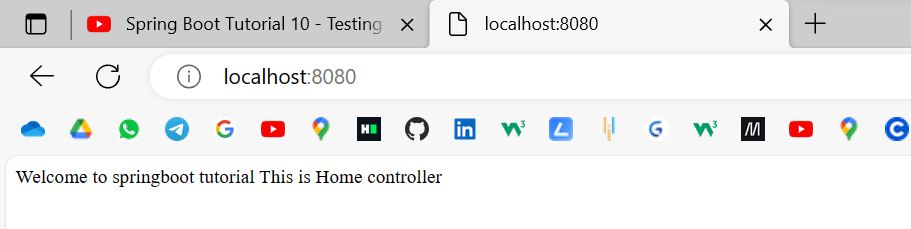 Spring Boot Tutorial 10 - Testing
localhost:8080
localhost:8080
Welcome to springboot tutorial This is Home controller